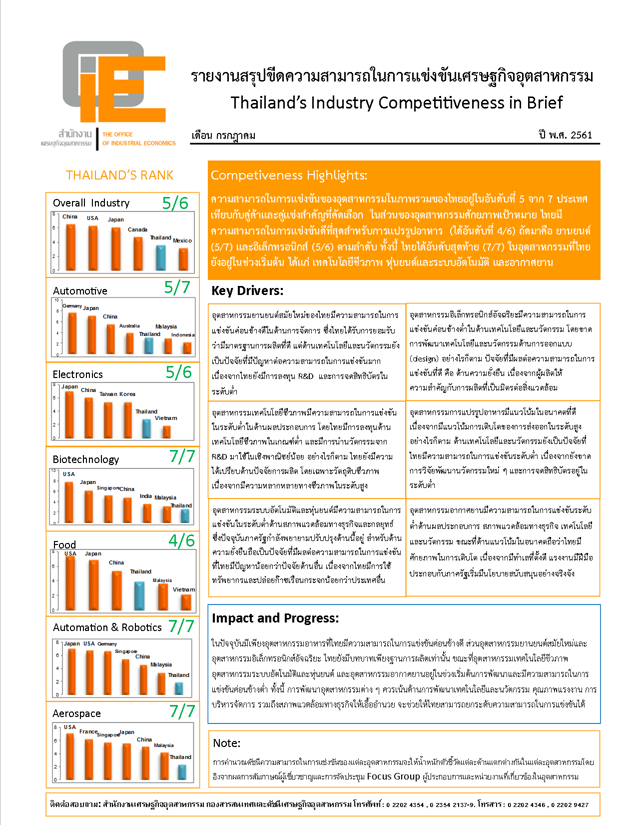 สำนักงาน
เศรษฐกิจอุตสาหกรรม
THE OFFICE
OF INDUSTRIAL ECONOMICS
รายงานสรุปขีดความสามารถในการแข่งขันเศรษฐกิจอุตสาหกรรม
Thailand's Industry Competitiveness in Brief
เดือน กรกฎาคม
ปี พ.ศ. 2561
THAILAND'S RANK
Overall Industry 5/6
China USA Japan Canada Thailand Mexico
Automotive 5/7
Germany Japan China Australia Thailand Malaysia Indonesia
Electronics 5/6
Japan China Taiwan Korea Thailand Vietnam
Biotechnology 7/7
USA Japan Singapore China India Malaysia Thailand
Food 4/6
USA Japan China Thailand Malaysia Vietnam
Automation & Robotics 7/7
Japan USA Germany Singapore China Malaysia Thailand
Aerospace 7/7
USA France Singapore Japan China Malaysia Thailand
Competiveness Highlights:
ความสามารถในการแข่งขันของอุตสาหกรรมในภาพรวมของไทยอยู่ในอันดับที่ 5 จาก 7 ประเทศ
เทียบกับคู่ค้าและคู่แข่งสำคัญที่คัดเลือก ในส่วนของอุตสาหกรรมศักยภาพเป้าหมาย ไทยมี
ความสามารถในการแข่งขันดีที่สุดสำหรับการแปรรูปอาหาร (ได้อันดับที่ 4/6) ถัดมาคือ ยานยนต์
(5/7) และอิเล็กทรอนิกส์ (5/6) ตามลำดับ ทั้งนี้ ไทยได้อันดับสุดท้าย (7/7) ในอุตสาหกรรมที่ไทย
ยังอยู่ในช่วงเริ่มต้น ได้แก่ เทคโนโลยีชีวภาพ หุ่นยนต์และระบบอัตโนมัติ และอากาศยาน
Key Drivers:
อุตสาหกรรมยานยนต์สมัยใหม่ของไทยมีความสามารถในการ
แข่งขันค่อนข้างดีในด้านการจัดการ ซึ่งไทยได้รับการยอมรับ
ว่ามีมาตรฐานการผลิตที่ดี แต่ด้านเทคโนโลยีและนวัตกรรมยัง
เป็นปัจจัยที่มีปัญหาต่อความสามารถในการแข่งขันมาก
เนื่องจากไทยยังมีการลงทุน R&D และการจดสิทธิบัตรใน
ระดับต่ำ
อุตสาหกรรมอิเล็กทรอนิกส์อัจฉริยะมีความสามารถในการ
แข่งขันค่อนข้างต่ำในด้านเทคโนโลยีและนวัตกรรม โดยขาด
การพัฒนาเทคโนโลยีและนวัตกรรมด้านการออกแบบ
(design) อย่างไรก็ตาม ปัจจัยที่มีผลต่อความสามารถในการ
แข่งขันที่ดี คือ ด้านความยั่งยืน เนื่องจากผู้ผลิตให้
ความสำคัญกับการผลิตที่เป็นมิตรต่อสิ่งแวดล้อม
อุตสาหกรรมเทคโนโลยีชีวภาพมีความสามารถในการแข่งขัน
ในระดับต่ำในด้านผลประกอบการ โดยไทยมีการลงทุนด้าน
เทคโนโลยีชีวภาพในเกณฑ์ต่ำ และมีการนำนวัตกรรมจาก
R&D มาใช้ในเชิงพาณิชย์น้อย อย่างไรก็ตาม ไทยยังมีความ
ได้เปรียบด้านปัจจัยการผลิต โดยเฉพาะวัตถุดิบชีวภาพ
เนื่องจากมีความหลากหลายทางชีวภาพในระดับสูง
อุตสาหกรรมการแปรรูปอาหารมีแนวโน้มในอนาคตที่ดี
เนื่องจากมีแนวโน้มการเติบโตของการส่งออกในระดับสูง
อย่างไรก็ตาม ด้านเทคโนโลยีและนวัตกรรมยังเป็นปัจจัยที่
ไทยมีความสามารถในการแข่งขันระดับต่ำ เนื่องจากยังขาด
การวิจัยพัฒนานวัตกรรมใหม่ ๆ และการจดสิทธิบัตรอยู่ใน
ระดับต่ำ
อุตสาหกรรมระบบอัตโนมัติและหุ่นยนต์มีความสามารถในการ
แข่งขันในระดับต่ำในด้านสภาพแวดล้อมทางธุรกิจและกลยุทธ์
ซึ่งปัจจุบันภาครัฐกำลังพยายามปรับปรุงด้านนี้อยู่ สำหรับด้าน
ความยั่งยืนถือเป็นปัจจัยที่มีผลต่อความสามารถในการแข่งขัน
ที่ไทยมีปัญหาน้อยกว่าปัจจัยด้านอื่น เนื่องจากไทยมีการใช้
ทรัพยากรและปล่อยก๊าซเรือนกระจกน้อยกว่าประเทศอื่น
อุตสาหกรรมอากาศยานมีความสามารถในการแข่งขันระดับ
ต่ำด้านผลประกอบการ สภาพแวดล้อมทางธุรกิจ เทคโนโลยี
และนวัตกรรม ขณะที่ด้านแนวโน้มในอนาคตถือว่าไทยมี
ศักยภาพในการเติบโต เนื่องจากมีทำเลที่ตั้งดี แรงงานมีฝีมือ
ประกอบกับภาครัฐเริ่มมีนโยบายสนับสนุนอย่างจริงจัง
Impact and Progress:
ในปัจจุบันมีเพียงอุตสาหกรรมอาหารที่ไทยมีความสามารถในการแข่งขันค่อนข้างดี ส่วนอุตสาหกรรมยานยนต์สมัยใหม่และ
อุตสาหกรรมอิเล็กทรอนิกส์อัจฉริยะ ไทยยังมีบทบาทเพียงฐานการผลิตเท่านั้น ขณะที่อุตสาหกรรมเทคโนโลยีชีวภาพ
อุตสาหกรรมระบบอัตโนมัติและหุ่นยนต์ และอุตสาหกรรมอากาศยานอยู่ในช่วงเริ่มต้นการพัฒนาและมีความสามารถในการ
แข่งขันค่อนข้างต่ำ ทั้งนี้ การพัฒนาอุตสาหกรรมต่าง ๆ ควรเน้นด้านการพัฒนาเทคโนโลยีและนวัตกรรม คุณภาพแรงงาน การ
บริหารจัดการ รวมถึงสภาพแวดล้อมทางธุรกิจให้เอื้ออำนวย จะช่วยให้ไทยสามารถยกระดับความสามารถในการแข่งขันได้
Note:
การคำนวณดัชนีความสามารถในการแข่งขันของแต่ละอุตสาหกรรมจะให้น้ำหนักตัวชี้วัดแต่ละด้านแตกต่างกันในแต่ละอุตสาหกรรมโดย
อิงจากผลการสัมภาษณ์ผู้เชี่ยวชาญและการจัดประชุม Focus Group ผู้ประกอบการและหน่วยงานที่เกี่ยวข้องในอุตสาหกรรม
ติดต่อสอบถาม: สำนักงานเศรษฐกิจอุตสาหกรรม กองสารสนเทศและดัชนีเศรษฐกิจอุตสาหกรรม โทรศัพท์: 0 2202 4354 , 0 2354 2137-9. โทรสาร: 0 2202 4346 , 0 2202 9427